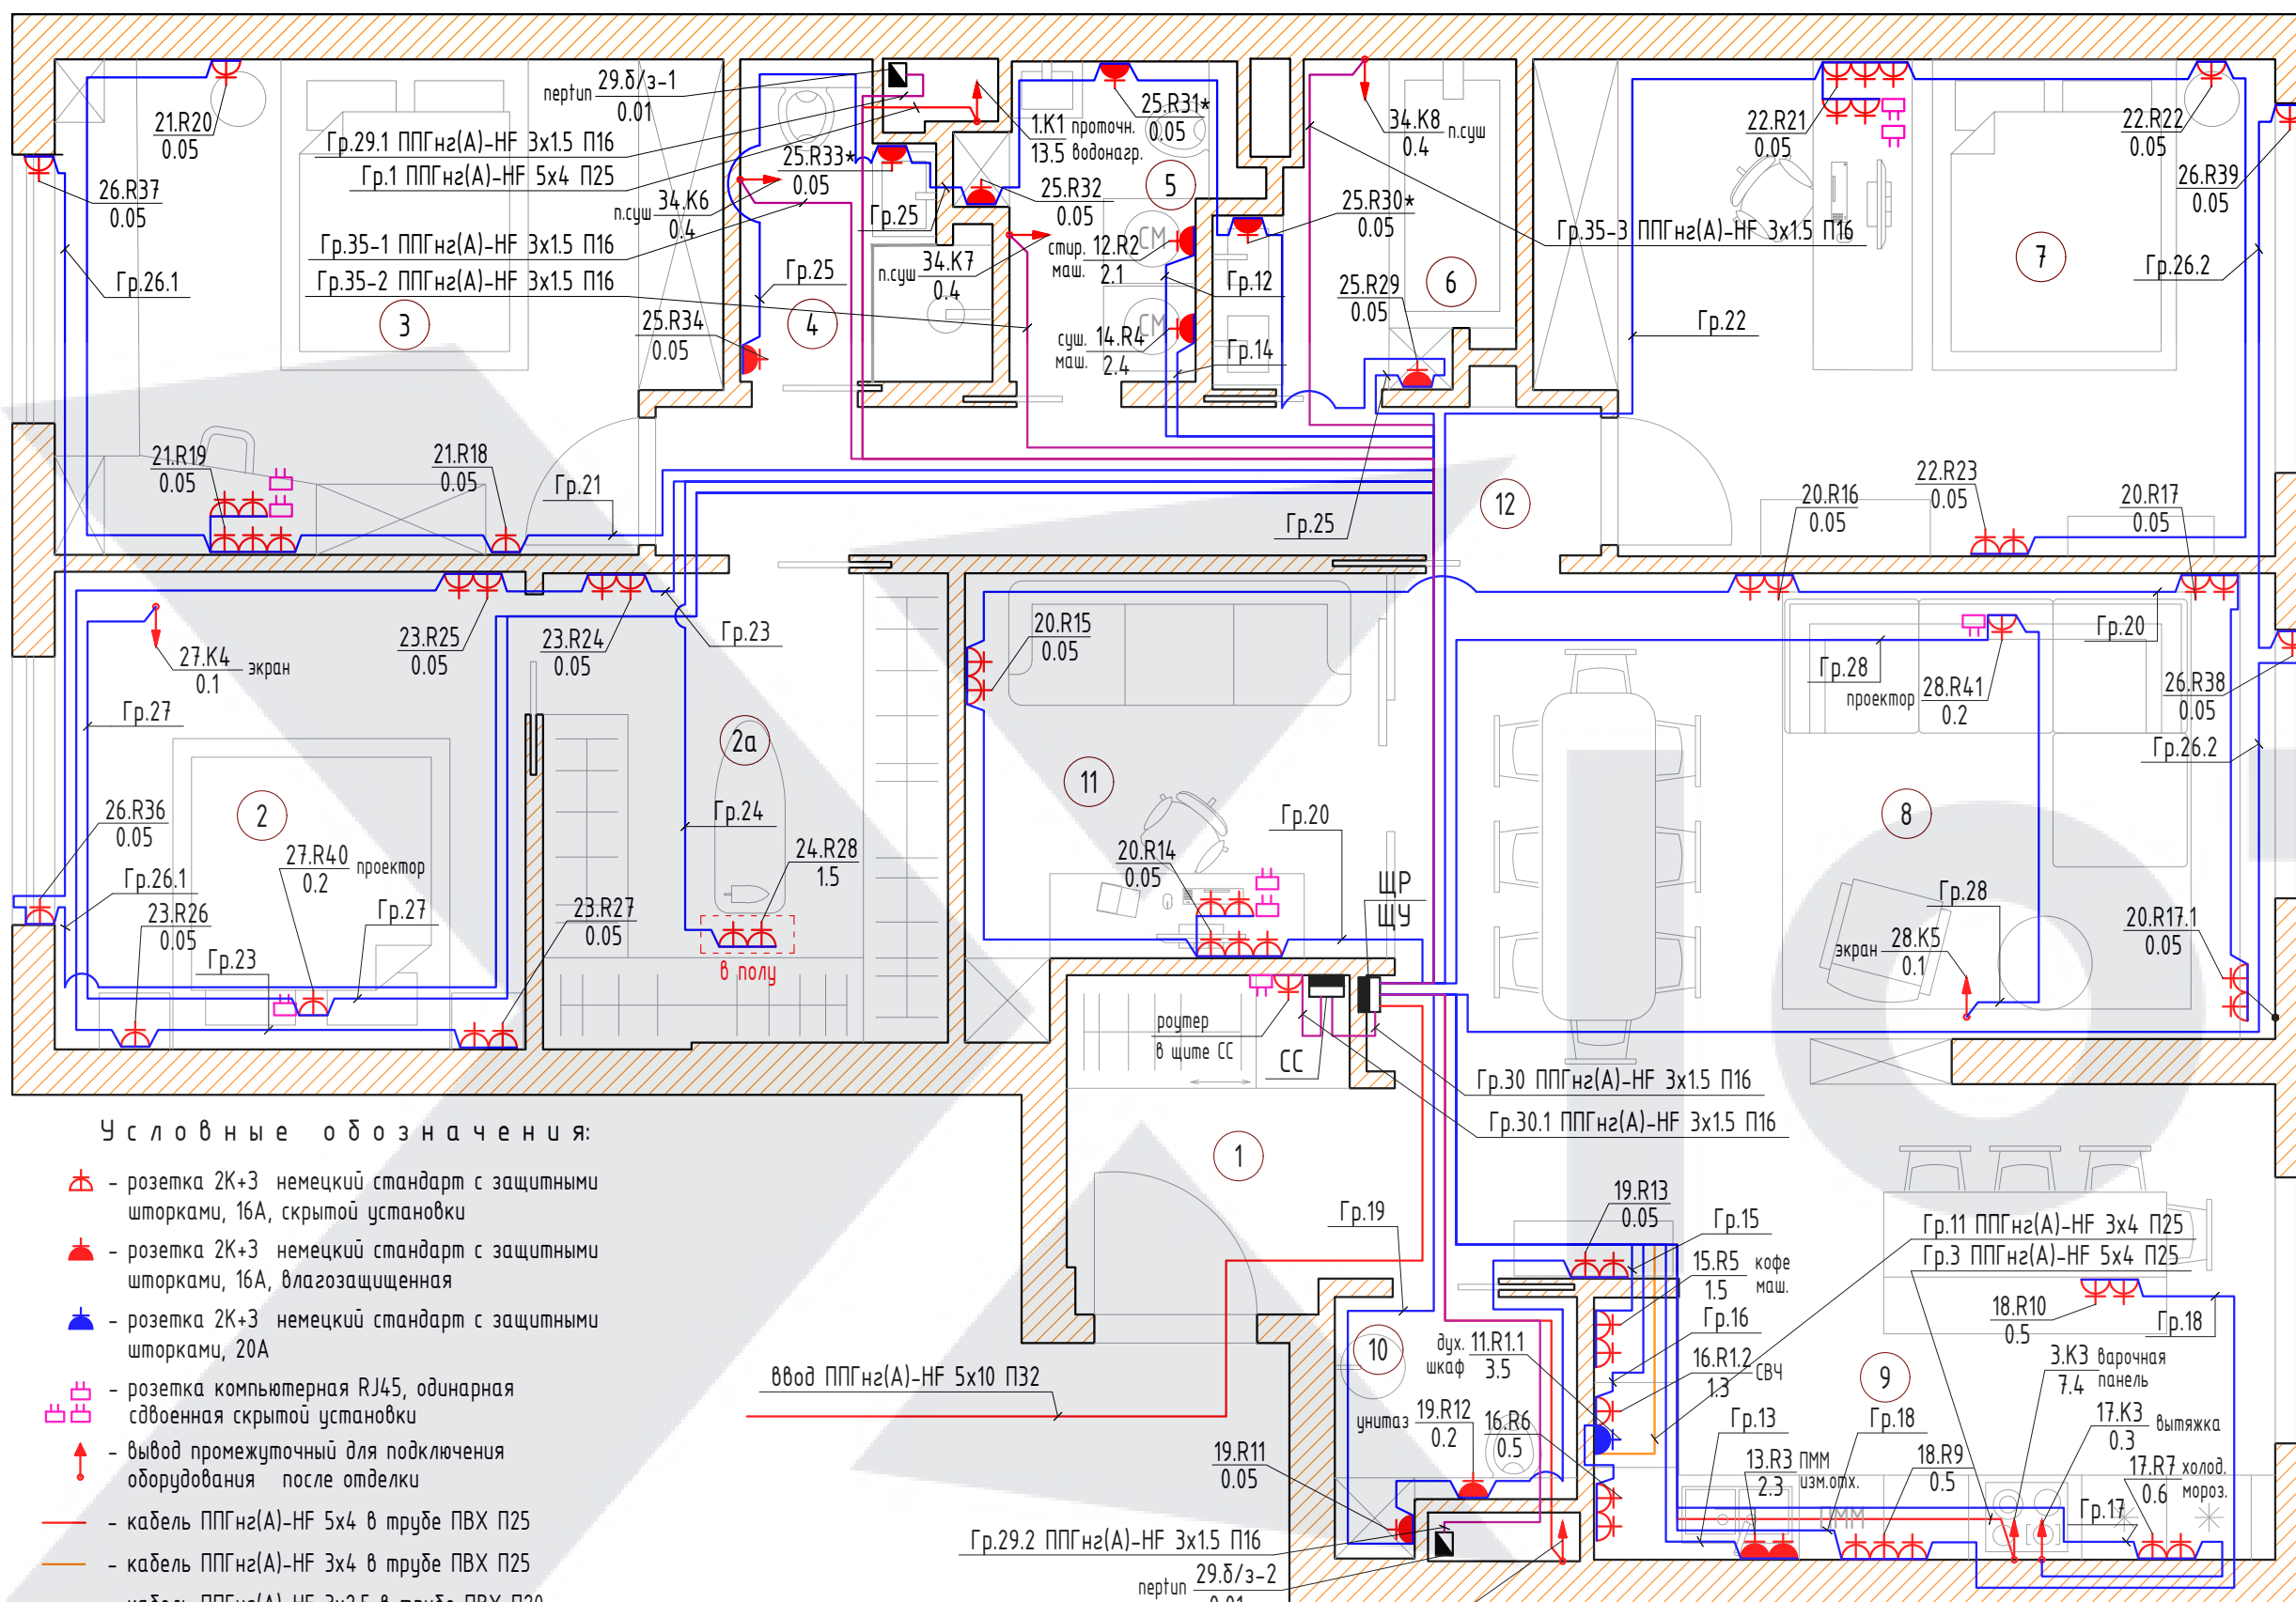 neptun 29.б/з-1
0.01
21.R20
0.05
Гр.29.1 ППГнг(А)-HF 3х1.5 П16
Гр.1 ППГнг(А)-HF 5х4 П25
1.К1 проточн.
13.5 водонагр.
25.R31*
0.05
34.К8 п.суш
0.4
22.R21
0.05
22.R22
0.05
26.R37
0.05
25.R33*
0.05
п.суш 34.К6
0.4
Гр.25
25.R32
0.05
5
25.R30*
0.05
26.R39
0.05
Гр.35-1 ППГнг(А)-HF 3х1.5 П16
Гр.35-2 ППГнг(А)-HF 3х1.5 П16
Гр.35-3 ППГнг(А)-HF 3х1.5 П16
стир. маш. 12.R2
2.1
СМ
п.суш 34.К7
0.4
Гр.26.1
Гр.25
Гр.12
6
7
Гр.26.2
3
4
25.R34
0.05
25.R29
0.05
суш. маш. 14.R4
2.4
СМ
Гр.14
Гр.22
21.R19
0.05
21.R18
0.05
Гр.21
Гр.25
12
22.R23
0.05
20.R16
0.05
20.R17
0.05
23.R25
0.05
23.R24
0.05
Гр.23
20.R15
0.05
Гр.20
27.К4 экран
0.1
Гр.28
проектор 28.R41
0.2
26.R38
0.05
Гр.27
2а
Гр.26.2
11
8
26.R36
0.05
2
Гр.24
Гр.20
27.R40 проектор
0.2
24.R28
1.5
20.R14
0.05
Гр.26.1
ЩР
ЩУ
Гр.28
23.R26
0.05
Гр.27
23.R27
0.05
20.R17.1
0.05
Гр.23
экран 28.К5
0.1
в полу
роутер
в щите СС
СС
Гр.30 ППГнг(А)-HF 3х1.5 П16
Гр.30.1 ППГнг(А)-HF 3х1.5 П16
1
Условные обозначения:
- розетка 2К+З немецкий стандарт с защитными
шторками, 16А, скрытой установки
- розетка 2К+З немецкий стандарт с защитными
шторками, 16А, влагозащищенная
- розетка 2К+З немецкий стандарт с защитными
шторками, 20А
- розетка компьютерная RJ45, одинарная
сдвоенная скрытой установки
- вывод промежуточный для подключения
оборудования после отделки
- кабель ППГнг(А)-HF 5х4 в трубе ПВХ П25
- кабель ППГнг(А)-HF 3х4 в трубе ПВХ П25
- кабель ППГнг(А)-HF 3х2.5 в трубе ПВХ П20
Гр.19
19.R13
0.05
Гр.15
Гр.11 ППГнг(А)-HF 3х4 П25
Гр.3 ППГнг(А)-HF 5х4 П25
15.R5 кофе
1.5 маш.
Гр.16
18.R10
0.5
Гр.18
10
дух. шкаф 11.R1.1
3.5
16.R1.2 СВЧ
1.3
9
3.К3 варочная
7.4 панель
ввод ППГнг(А)-HF 5х10 П32
унитаз 19.R12
0.2
16.R6
0.5
Гр.13
Гр.18
17.К3 вытяжка
0.3
19.R11
0.05
13.R3 ПММ
2.3 изм.отх.
18.R9
0.5
17.R7 холод.
0.6 мороз.
ПММ
Гр.17
Гр.29.2 ППГнг(А)-HF 3х1.5 П16
neptun 29.б/з-2
0.01